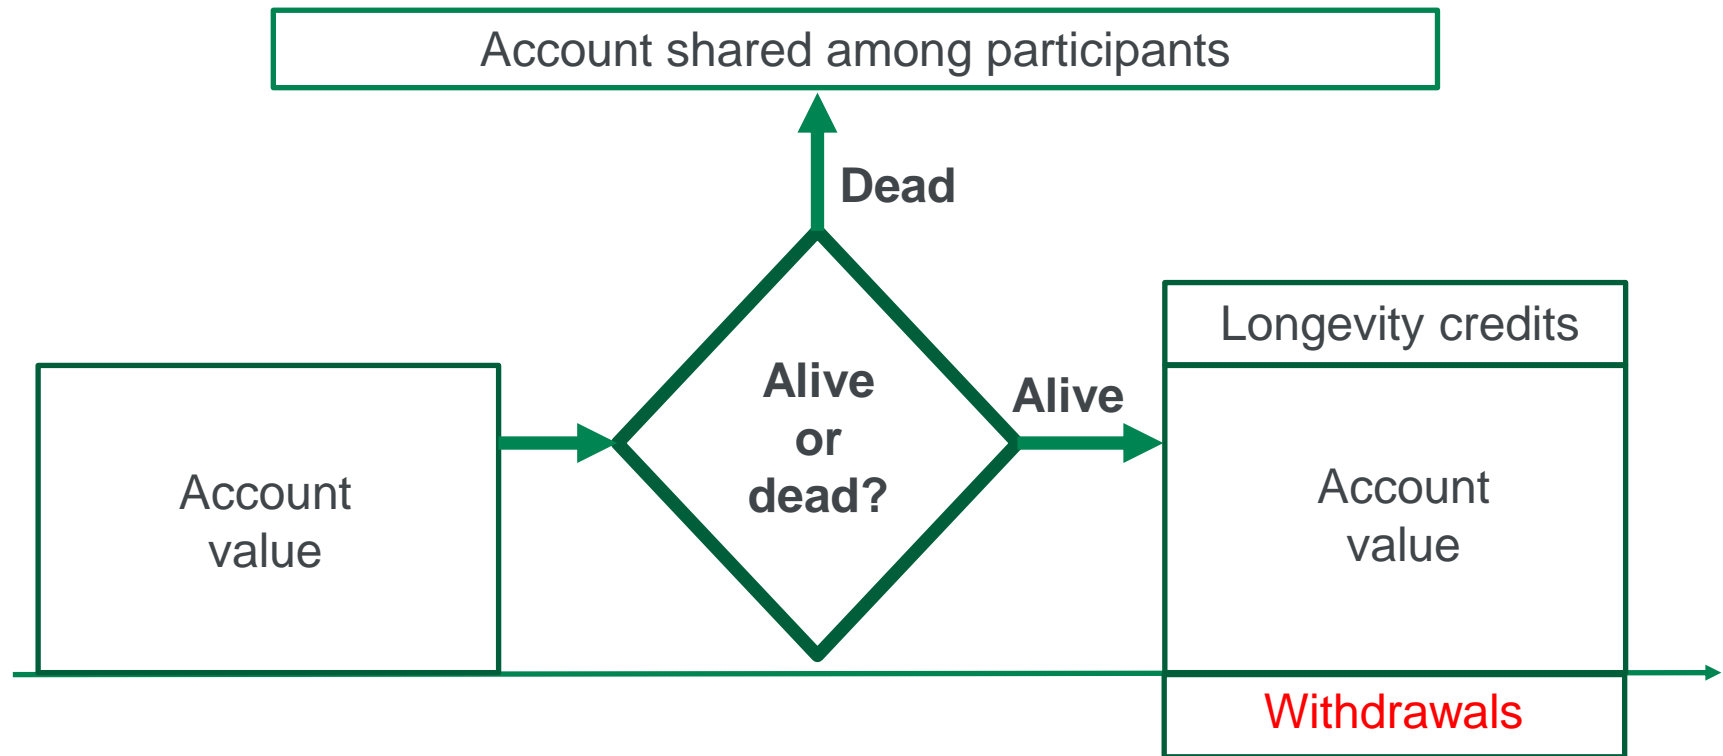 Account shared among participants
Dead
Alive
or
dead?
Alive
Account
value
Longevity credits
Account
value
Withdrawals